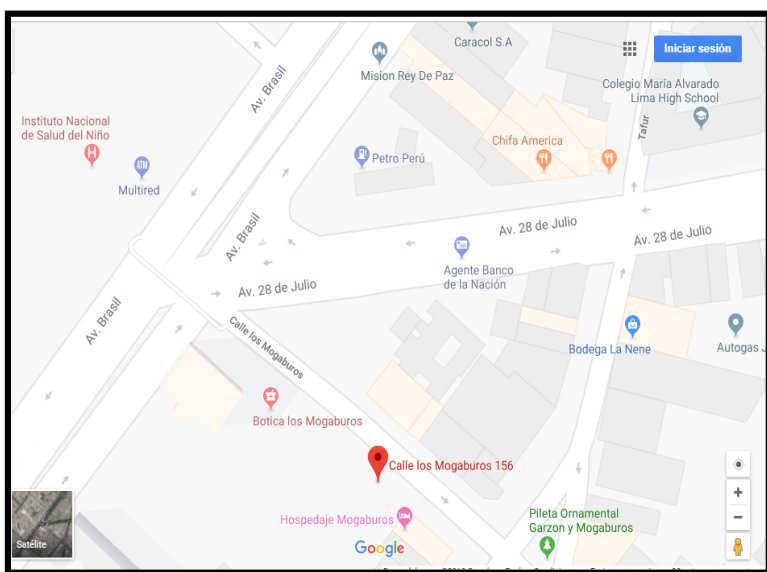 Caracol S.A
Iniciar sesión
Mision Rey De Paz
Av. Brasil
Colegio María Alvarado
Lima High School
Instituto Nacional
de Salud del Niño
Tafur
Chifa America
Petro Perú
Multired
ATM
Av. Brasil
Av. 28 de Julio
Av. 28 de Julio
Agente Banco
de la Nación
Av. 28 de Julio
Av. Brasil
Calle los Mogaburos
Bodega La Nene
Autogas J
Botica los Mogaburos
Calle los Mogaburos 156
Hospedaje Mogaburos
Pileta Ornamental
Garzon y Mogaburos
Satélite
Google